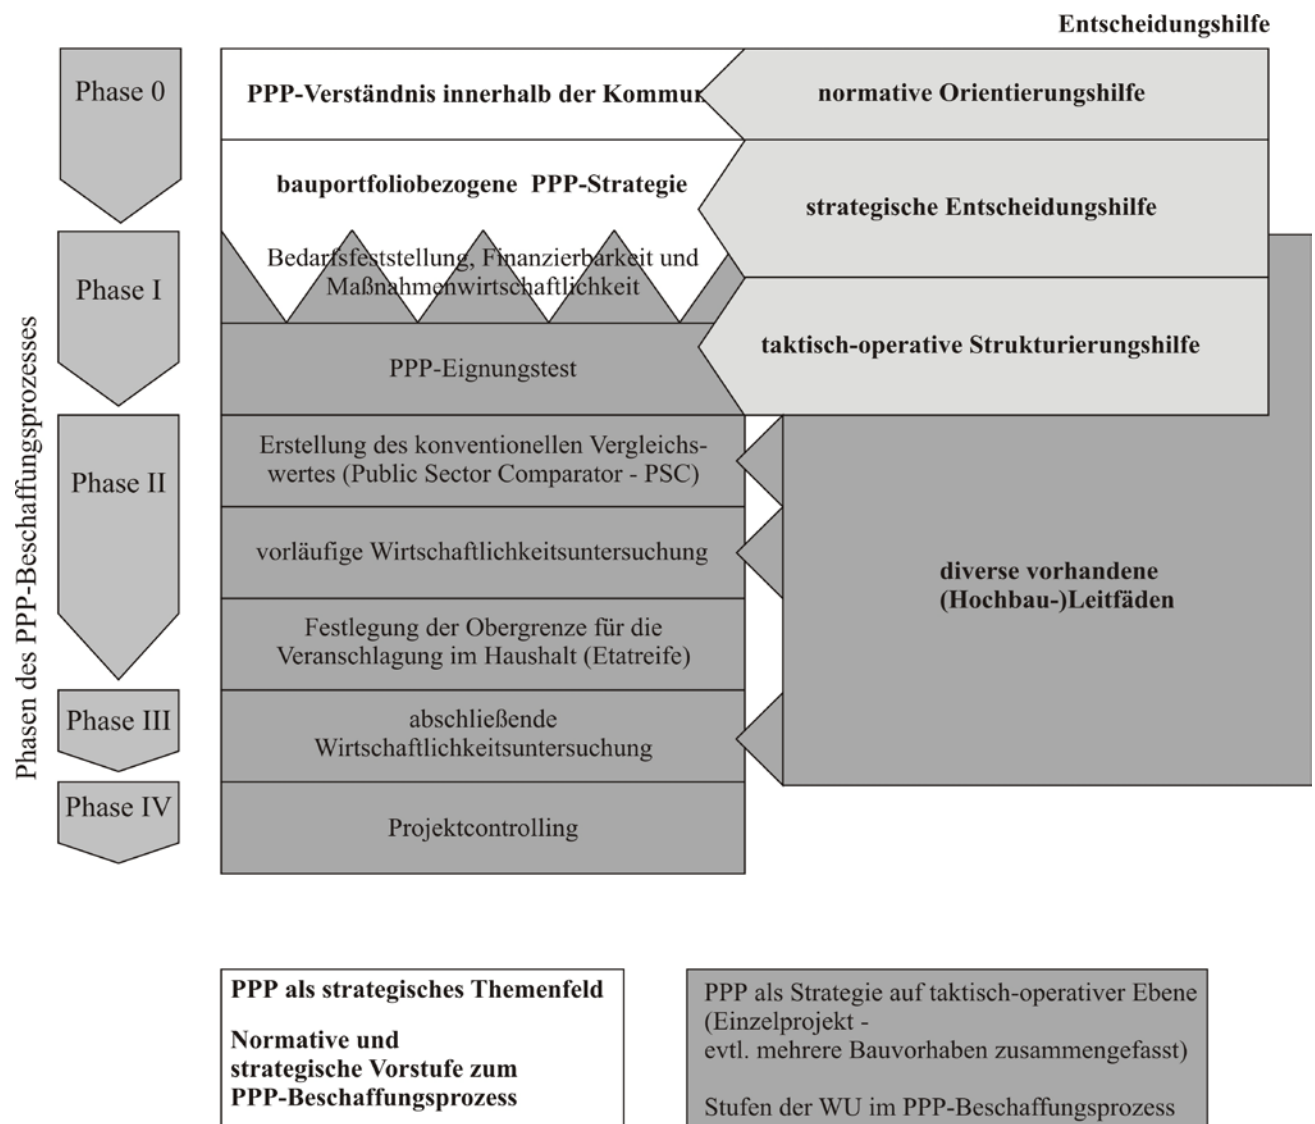 Entscheidungshilfe
Phasen des PPP-Beschaffungsprozesses
Phase 0
PPP-Verständnis innerhalb der Kommun
normative Orientierungshilfe
bauportfoliobezogene PPP-Strategie
strategische Entscheidungshilfe
Phase I
Bedarfsfeststellung, Finanzierbarkeit und
Maßnahmenwirtschaftlichkeit
PPP-Eignungstest
taktisch-operative Strukturierungshilfe
Phase II
Erstellung des konventionellen Vergleichs-
wertes (Public Sector Comparator - PSC)
vorläufige Wirtschaftlichkeitsuntersuchung
diverse vorhandene
(Hochbau-)Leitfäden
Festlegung der Obergrenze für die
Veranschlagung im Haushalt (Etatreife)
Phase III
abschließende
Wirtschaftlichkeitsuntersuchung
Phase IV
Projektcontrolling
PPP als strategisches Themenfeld
Normative und
strategische Vorstufe zum
PPP-Beschaffungsprozess
PPP als Strategie auf taktisch-operativer Ebene
(Einzelprojekt -
evtl. mehrere Bauvorhaben zusammengefasst)
Stufen der WU im PPP-Beschaffungsprozess